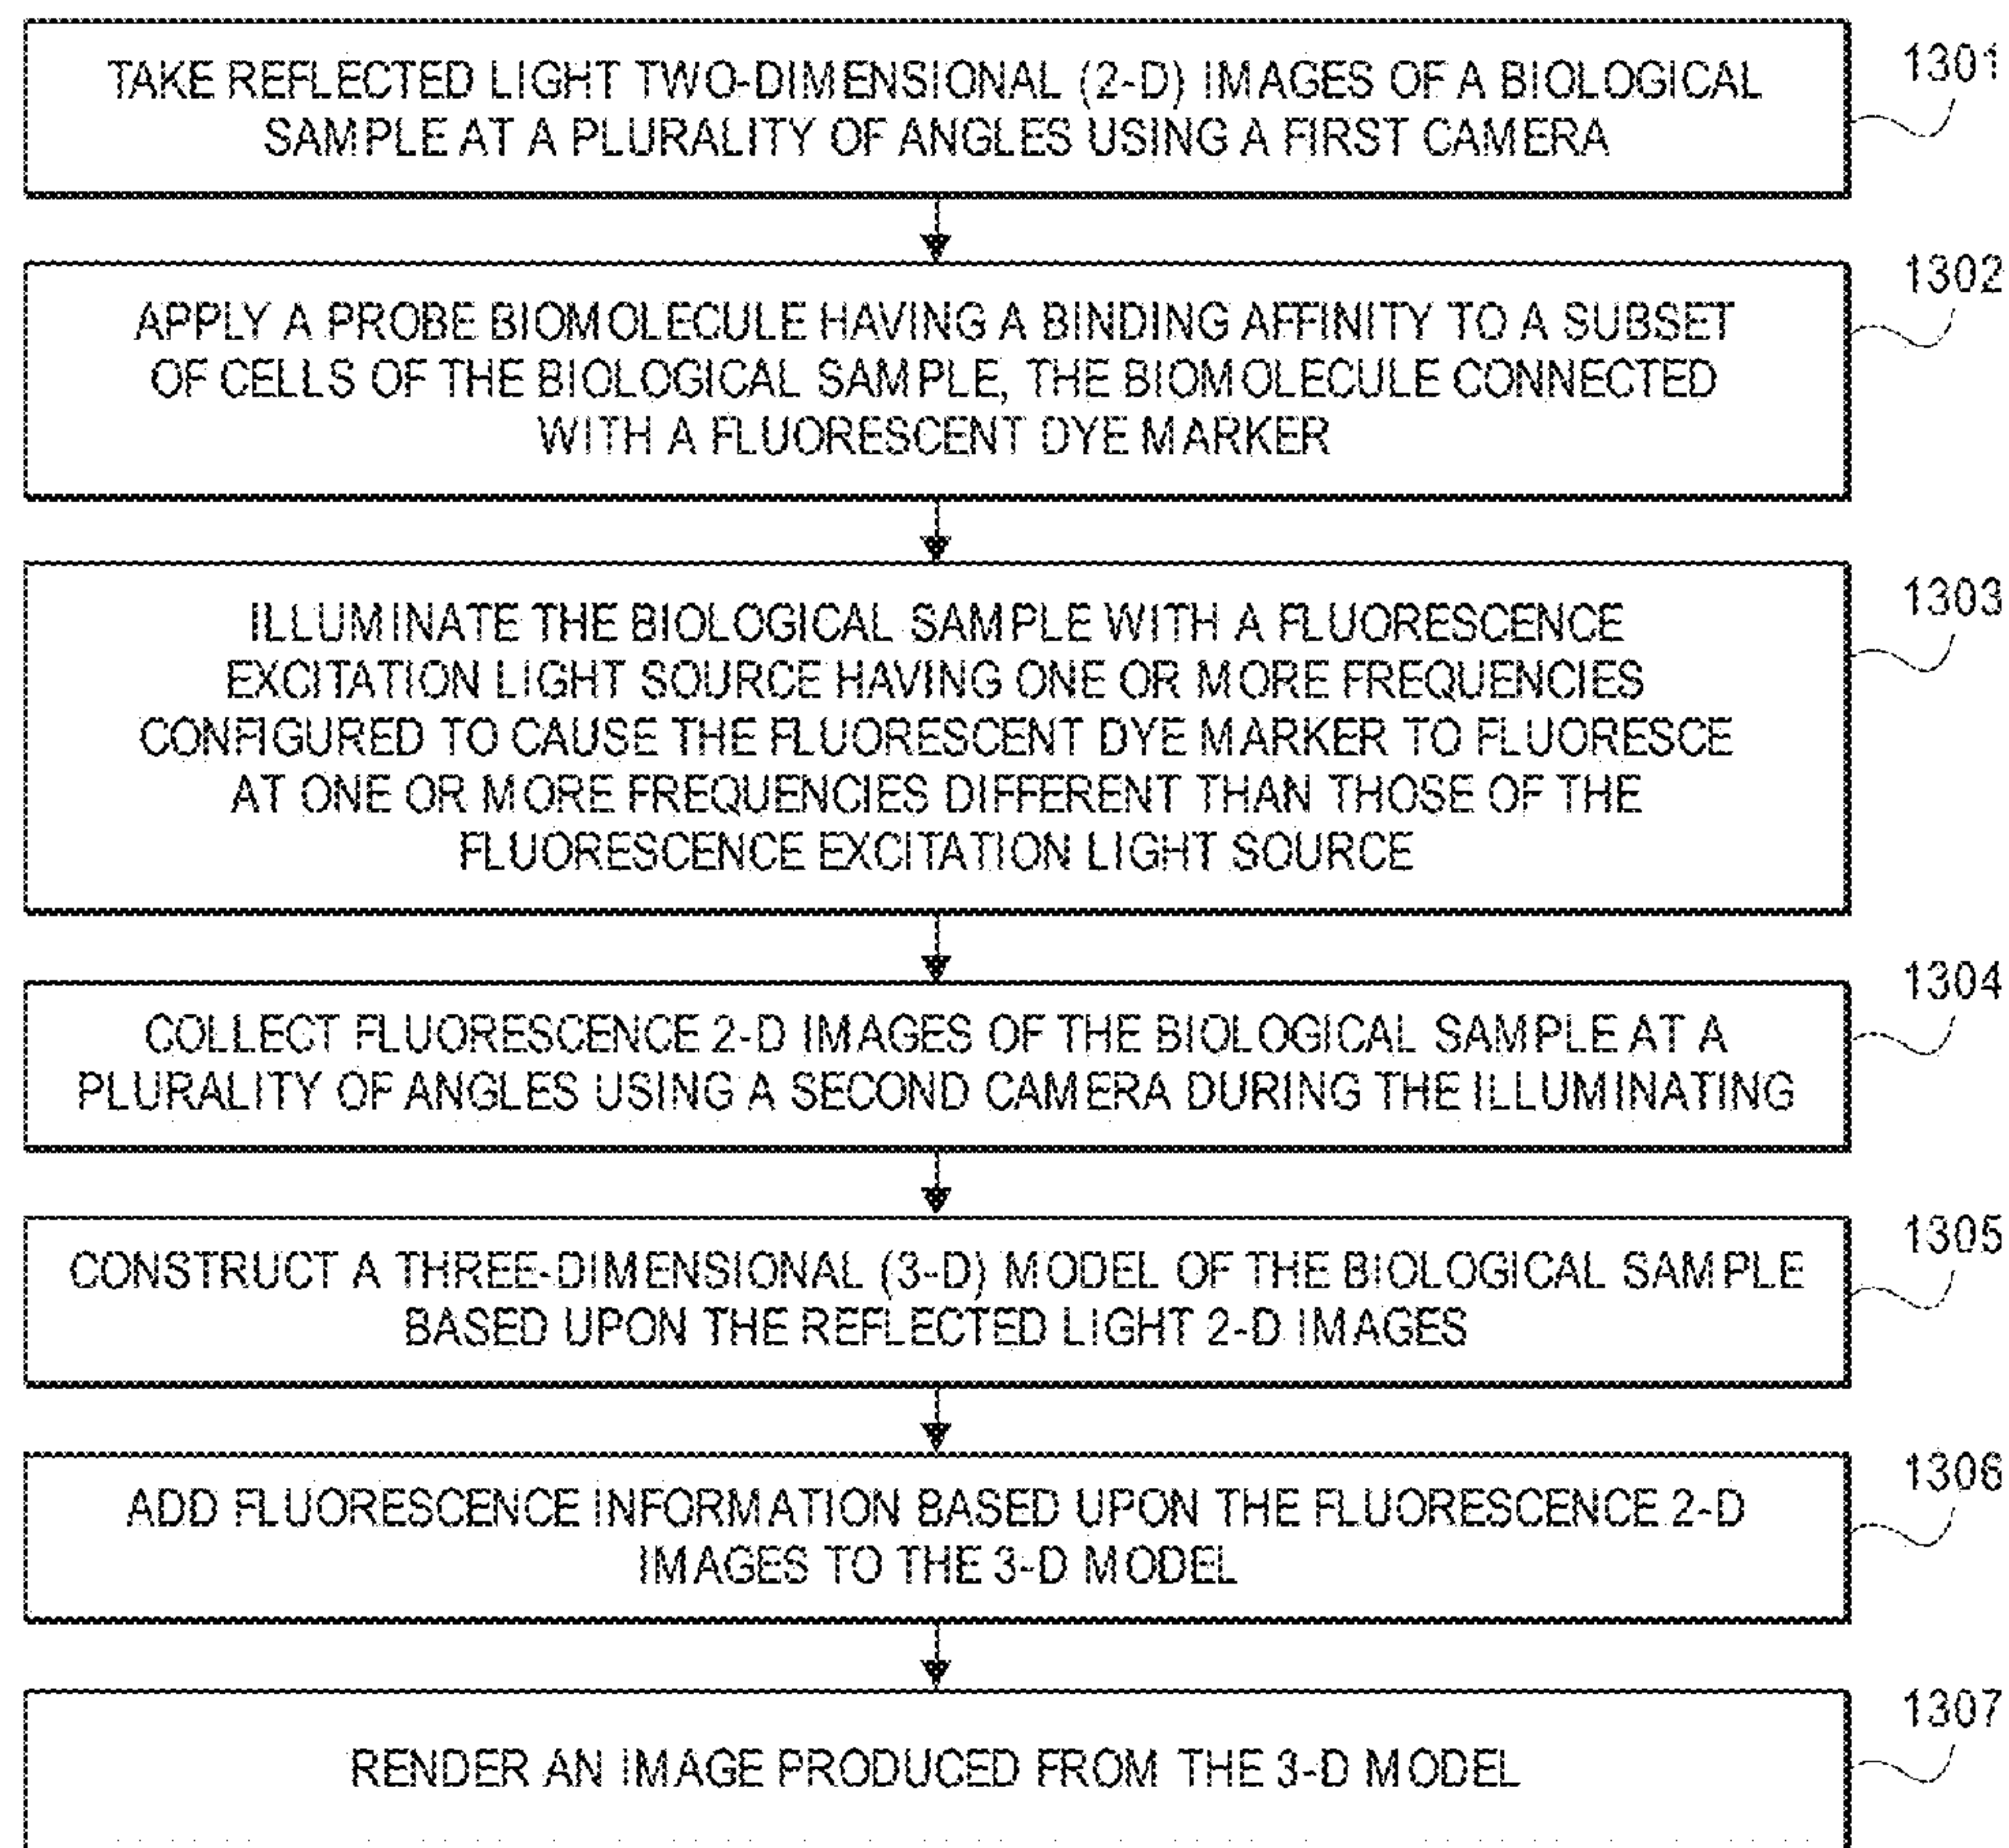 1301
TAKE REFLECTED LIGHT TWO-DIMENSIONAL (2-D) IMAGES OF A BIOLOGICAL
SAMPLE AT A PLURALITY OF ANGLES USING A FIRST CAMERA
1302
APPLY A PROBE BIOMOLECULE HAVING A BINDING AFFINITY TO A SUBSET
OF CELLS OF THE BIOLOGICAL SAMPLE, THE BIOMOLECULE CONNECTED
WITH A FLUORESCENT DYE MARKER
1303
ILLUMINATE THE BIOLOGICAL SAMPLE WITH A FLUORESCENCE
EXCITATION LIGHT SOURCE HAVING ONE OR MORE FREQUENCIES
CONFIGURED TO CAUSE THE FLUORESCENT DYE MARKER TO FLUORESCE
AT ONE OR MORE FREQUENCIES DIFFERENT THAN THOSE OF THE
FLUORESCENCE EXCITATION LIGHT SOURCE
1304
COLLECT FLUORESCENCE 2-D IMAGES OF THE BIOLOGICAL SAMPLE AT A
PLURALITY OF ANGLES USING A SECOND CAMERA DURING THE ILLUMINATING
1305
CONSTRUCT A THREE-DIMENSIONAL (3-D) MODEL OF THE BIOLOGICAL SAMPLE
BASED UPON THE REFLECTED LIGHT 2-D IMAGES
1306
ADD FLUORESCENCE INFORMATION BASED UPON THE FLUORESCENCE 2-D
IMAGES TO THE 3-D MODEL
1307
RENDER AN IMAGE PRODUCED FROM THE 3-D MODEL